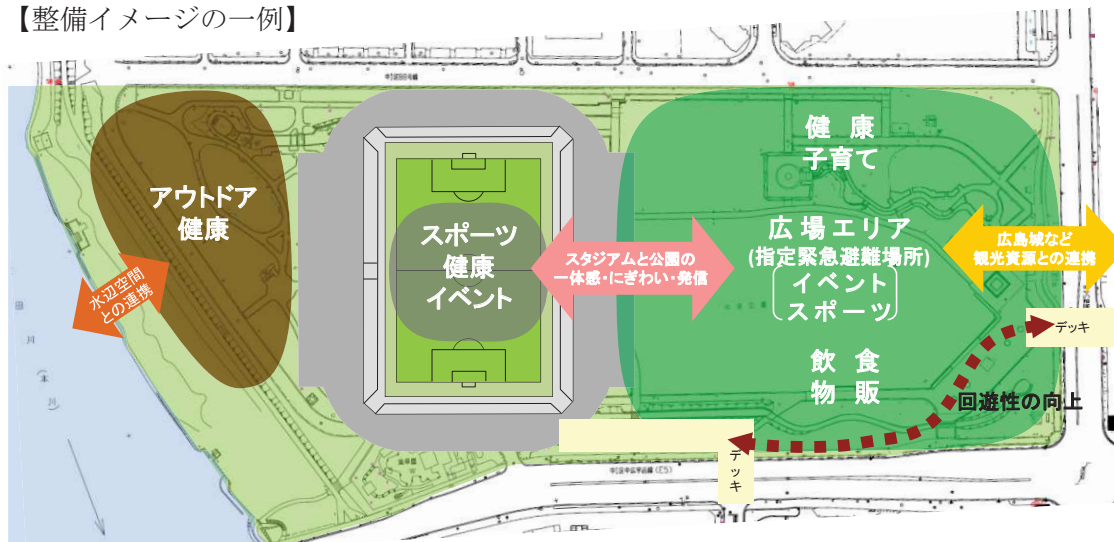 【整備イメージの一例】
アウトドア
健康
水辺空間
との連携
スポーツ
健康
イベント
スタジアムと公園の
一体感・にぎわい・発信
健 康
子育て
広場エリア
(指定緊急避難場所)
イベント
スポーツ
飲 食
物 販
広島城など
観光資源との連携
デッキ
回遊性の向上
デッキ
(本川)